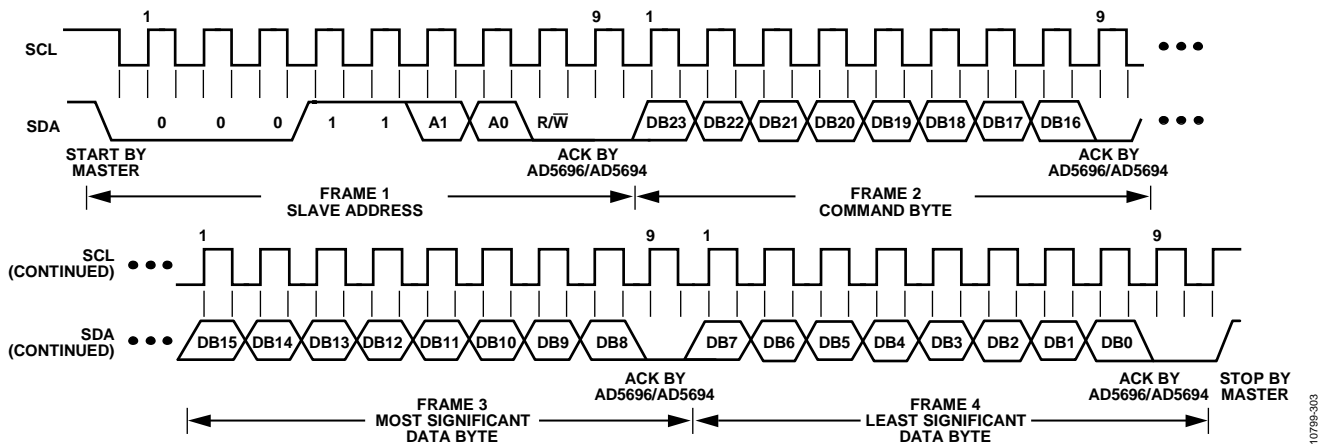 1 9 1 9
SCL
SDA
0 0 0 1 1 A1 A0 R/W̅ DB23 DB22 DB21 DB20 DB19 DB18 DB17 DB16
START BY
MASTER
ACK BY
AD5696/AD5694
ACK BY
AD5696/AD5694
FRAME 1
SLAVE ADDRESS
FRAME 2
COMMAND BYTE
1 9 1 9
SCL
(CONTINUED)
SDA
(CONTINUED)
DB15 DB14 DB13 DB12 DB11 DB10 DB9 DB8 DB7 DB6 DB5 DB4 DB3 DB2 DB1 DB0
ACK BY
AD5696/AD5694
ACK BY
AD5696/AD5694
STOP BY
MASTER
FRAME 3
MOST SIGNIFICANT
DATA BYTE
FRAME 4
LEAST SIGNIFICANT
DATA BYTE
10799-303